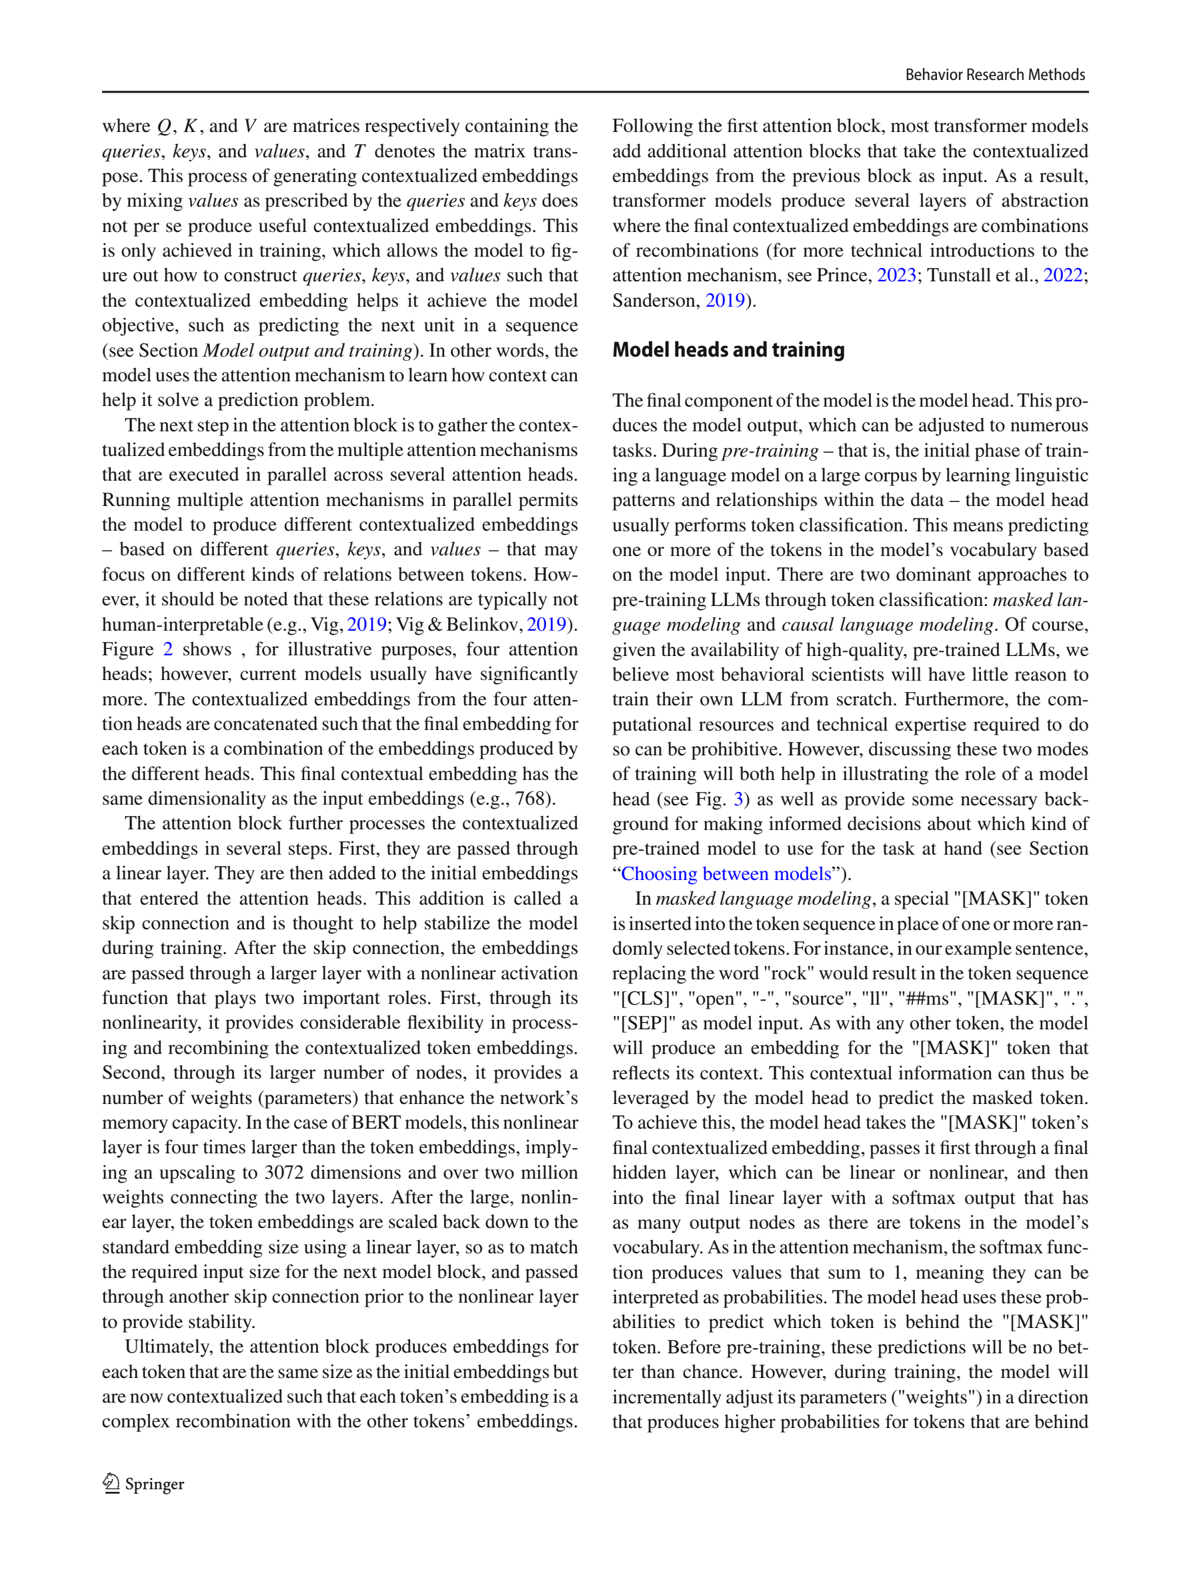 Behavior Research Methods
where Q, K, and V are matrices respectively containing the
queries, keys, and values, and T denotes the matrix trans-
pose. This process of generating contextualized embeddings
by mixing values as prescribed by the queries and keys does
not per se produce useful contextualized embeddings. This
is only achieved in training, which allows the model to fig-
ure out how to construct queries, keys, and values such that
the contextualized embedding helps it achieve the model
objective, such as predicting the next unit in a sequence
(see Section Model output and training). In other words, the
model uses the attention mechanism to learn how context can
help it solve a prediction problem.
The next step in the attention block is to gather the contex-
tualized embeddings from the multiple attention mechanisms
that are executed in parallel across several attention heads.
Running multiple attention mechanisms in parallel permits
the model to produce different contextualized embeddings
– based on different queries, keys, and values – that may
focus on different kinds of relations between tokens. How-
ever, it should be noted that these relations are typically not
human-interpretable (e.g., Vig, 2019; Vig & Belinkov, 2019).
Figure 2 shows , for illustrative purposes, four attention
heads; however, current models usually have significantly
more. The contextualized embeddings from the four atten-
tion heads are concatenated such that the final embedding for
each token is a combination of the embeddings produced by
the different heads. This final contextual embedding has the
same dimensionality as the input embeddings (e.g., 768).
The attention block further processes the contextualized
embeddings in several steps. First, they are passed through
a linear layer. They are then added to the initial embeddings
that entered the attention heads. This addition is called a
skip connection and is thought to help stabilize the model
during training. After the skip connection, the embeddings
are passed through a larger layer with a nonlinear activation
function that plays two important roles. First, through its
nonlinearity, it provides considerable flexibility in process-
ing and recombining the contextualized token embeddings.
Second, through its larger number of nodes, it provides a
number of weights (parameters) that enhance the network's
memory capacity. In the case of BERT models, this nonlinear
layer is four times larger than the token embeddings, imply-
ing an upscaling to 3072 dimensions and over two million
weights connecting the two layers. After the large, nonlin-
ear layer, the token embeddings are scaled back down to the
standard embedding size using a linear layer, so as to match
the required input size for the next model block, and passed
through another skip connection prior to the nonlinear layer
to provide stability.
Ultimately, the attention block produces embeddings for
each token that are the same size as the initial embeddings but
are now contextualized such that each token's embedding is a
complex recombination with the other tokens' embeddings.
Following the first attention block, most transformer models
add additional attention blocks that take the contextualized
embeddings from the previous block as input. As a result,
transformer models produce several layers of abstraction
where the final contextualized embeddings are combinations
of recombinations (for more technical introductions to the
attention mechanism, see Prince, 2023; Tunstall et al., 2022;
Sanderson, 2019).
Model heads and training
The final component of the model is the model head. This pro-
duces the model output, which can be adjusted to numerous
tasks. During pre-training – that is, the initial phase of train-
ing a language model on a large corpus by learning linguistic
patterns and relationships within the data – the model head
usually performs token classification. This means predicting
one or more of the tokens in the model's vocabulary based
on the model input. There are two dominant approaches to
pre-training LLMs through token classification: masked lan-
guage modeling and causal language modeling. Of course,
given the availability of high-quality, pre-trained LLMs, we
believe most behavioral scientists will have little reason to
train their own LLM from scratch. Furthermore, the com-
putational resources and technical expertise required to do
so can be prohibitive. However, discussing these two modes
of training will both help in illustrating the role of a model
head (see Fig. 3) as well as provide some necessary back-
ground for making informed decisions about which kind of
pre-trained model to use for the task at hand (see Section
“Choosing between models”).
In masked language modeling, a special "[MASK]" token
is inserted into the token sequence in place of one or more ran-
domly selected tokens. For instance, in our example sentence,
replacing the word "rock" would result in the token sequence
"[CLS]", "open", "-", "source", "ll", "##ms", "[MASK]", ".",
"[SEP]" as model input. As with any other token, the model
will produce an embedding for the "[MASK]" token that
reflects its context. This contextual information can thus be
leveraged by the model head to predict the masked token.
To achieve this, the model head takes the "[MASK]" token's
final contextualized embedding, passes it first through a final
hidden layer, which can be linear or nonlinear, and then
into the final linear layer with a softmax output that has
as many output nodes as there are tokens in the model's
vocabulary. As in the attention mechanism, the softmax func-
tion produces values that sum to 1, meaning they can be
interpreted as probabilities. The model head uses these prob-
abilities to predict which token is behind the "[MASK]"
token. Before pre-training, these predictions will be no bet-
ter than chance. However, during training, the model will
incrementally adjust its parameters ("weights") in a direction
that produces higher probabilities for tokens that are behind
Springer